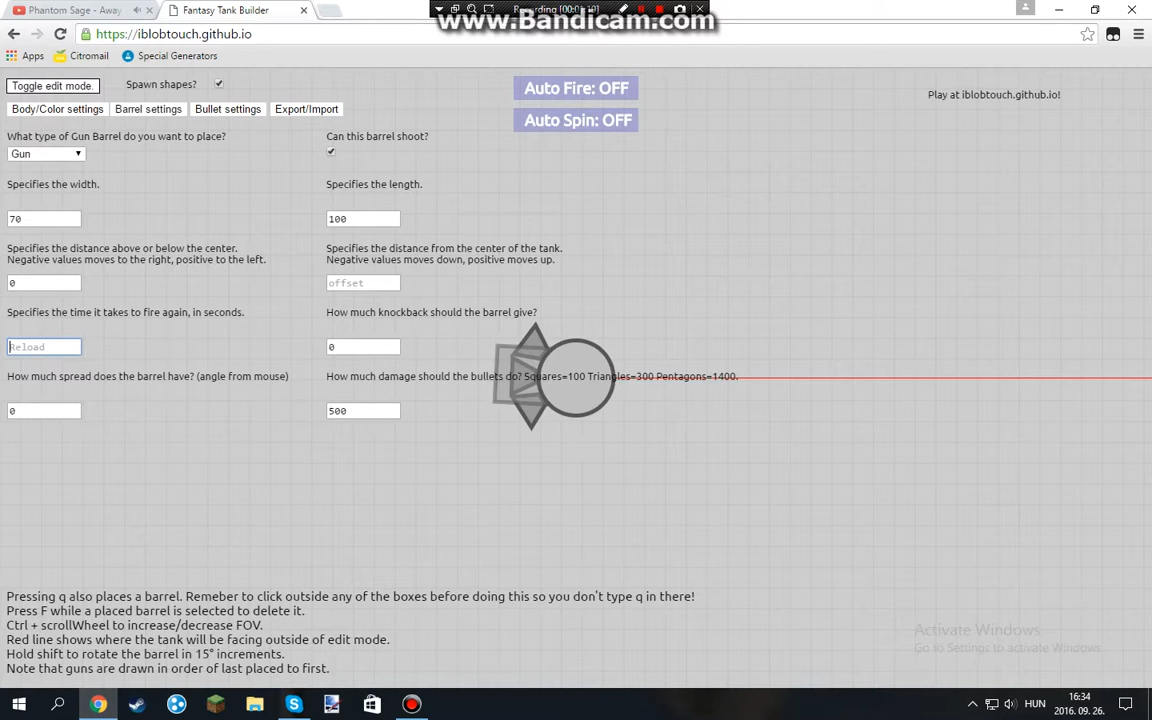 Phantom Sage - Away
Fantasy Tank Builder
www.Bandicam.com
https://iblobtouch.github.io
Apps
Citromail
Special Generators
Toggle edit mode.
Spawn shapes?
Auto Fire: OFF
Play at iblobtouch.github.io!
Body/Color settings
Barrel settings
Bullet settings
Export/Import
Auto Spin: OFF
What type of Gun Barrel do you want to place?
Can this barrel shoot?
Gun
Specifies the width.
Specifies the length.
70
100
Specifies the distance above or below the center.
Negative values moves to the right, positive to the left.
Specifies the distance from the center of the tank.
Negative values moves down, positive moves up.
0
offset
Specifies the time it takes to fire again, in seconds.
How much knockback should the barrel give?
Reload
0
How much spread does the barrel have? (angle from mouse)
How much damage should the bullets do? Squares=100 Triangles=300 Pentagons=1400.
0
500
Pressing q also places a barrel. Remeber to click outside any of the boxes before doing this so you don't type q in there!
Press F while a placed barrel is selected to delete it.
Ctrl + scrollWheel to increase/decrease FOV.
Red line shows where the tank will be facing outside of edit mode.
Hold shift to rotate the barrel in 15° increments.
Note that guns are drawn in order of last placed to first.
Activate Windows
Go to Settings to activate Windows.
HUN
16:34
2016. 09. 26.